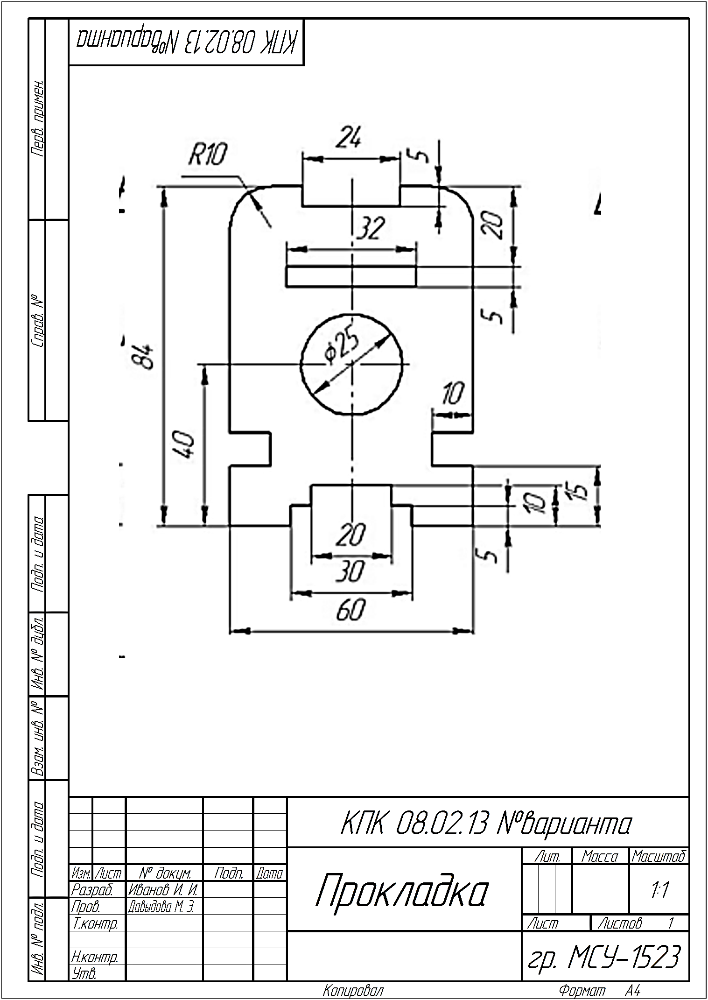 КПК 08.02.13 №варианта
Перв. примен.
Справ. №
Подп. и дата
Инв. № дубл.
Взам. инв. №
Подп. и дата
Инв. № подл.
24
R10
5
32
20
5
84
⌀25
40
10
20
30
60
10
15
5
КПК 08.02.13 №варианта
Изм. Лист № докум. Подп. Дата
Разраб. Иванов И. И.
Пров. Давыдова М. Э.
Т.контр.
Н.контр.
Утв.
Прокладка
Лит. Масса Масштаб
1:1
Лист Листов 1
гр. МСУ-1523
Копировал Формат А4